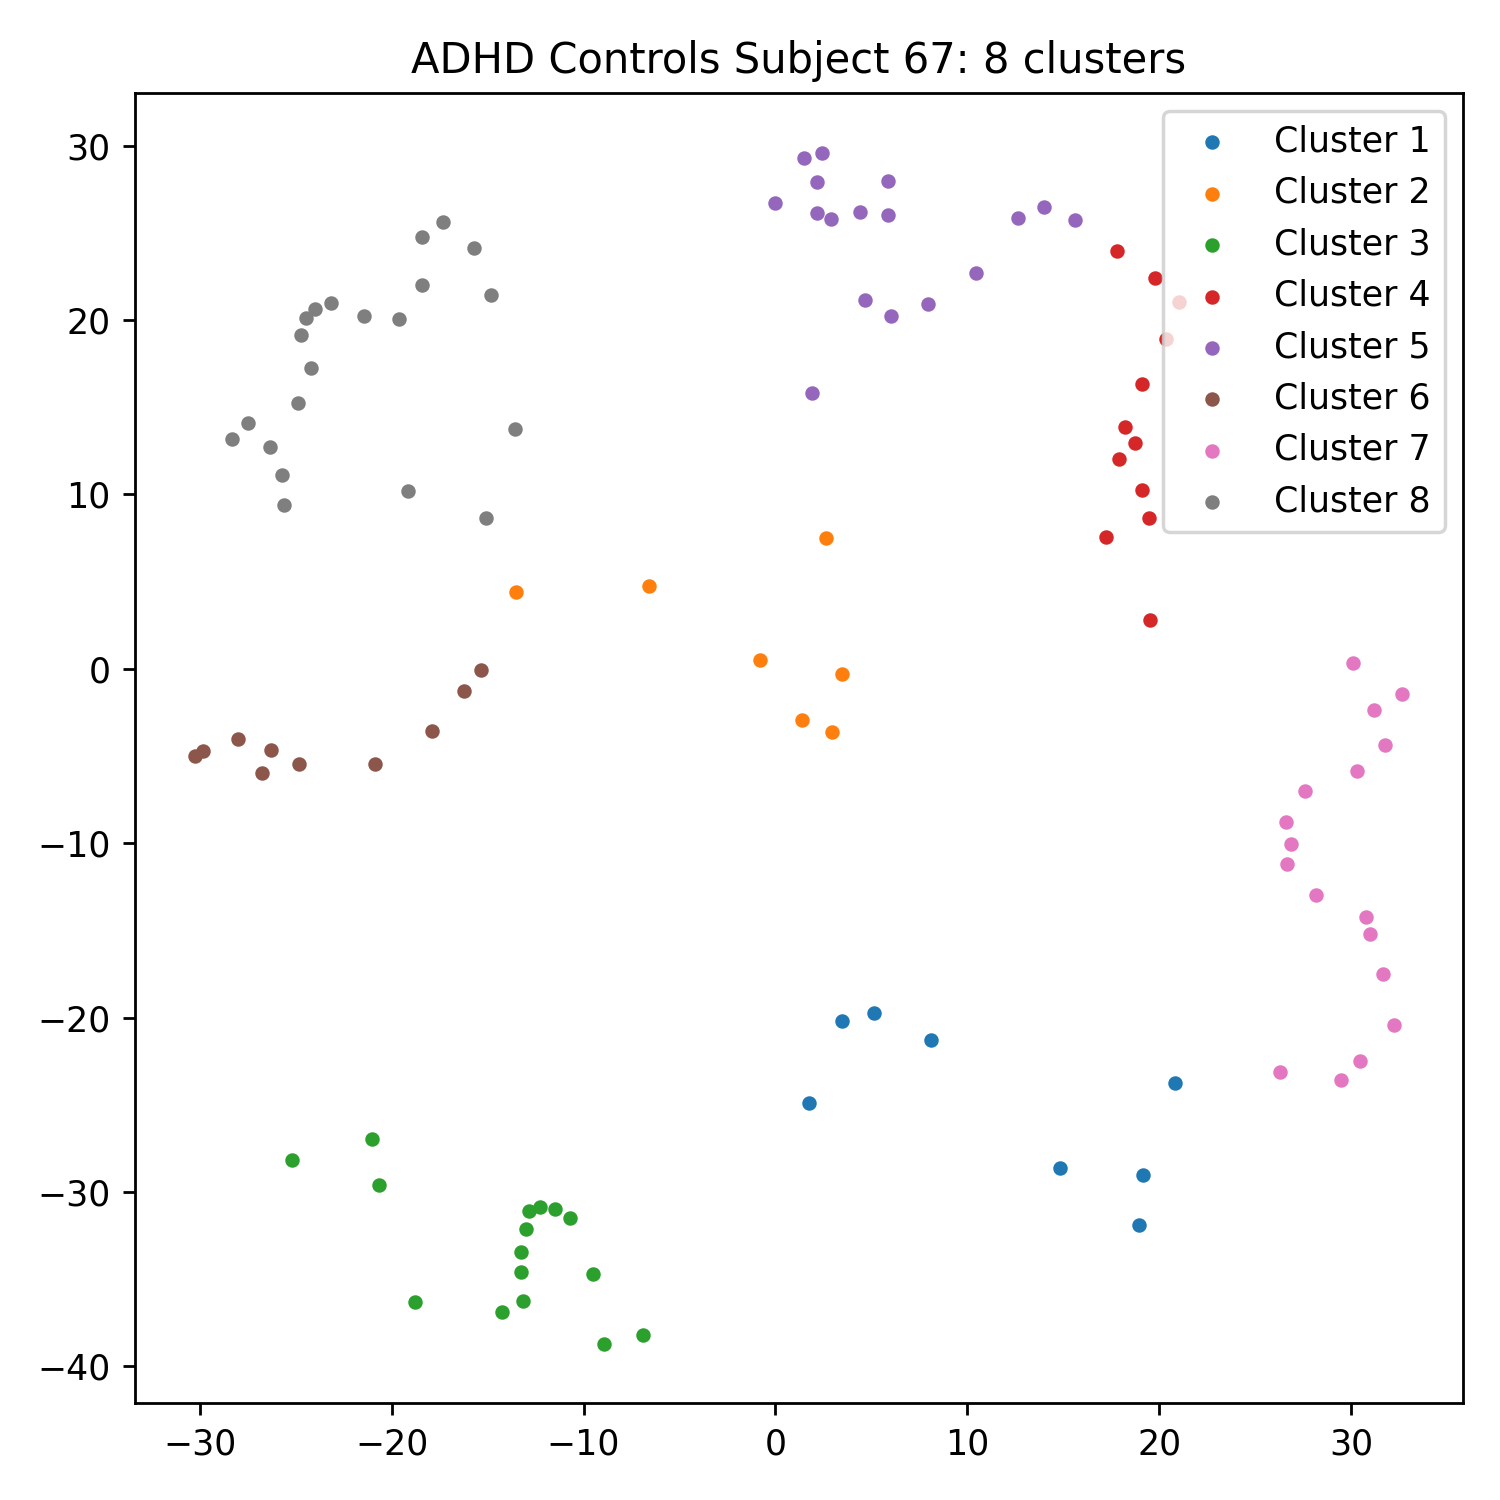 ADHD Controls Subject 67: 8 clusters
Cluster 1
Cluster 2
Cluster 3
Cluster 4
Cluster 5
Cluster 6
Cluster 7
Cluster 8
30
20
10
0
−10
−20
−30
−40
−30 −20 −10 0 10 20 30